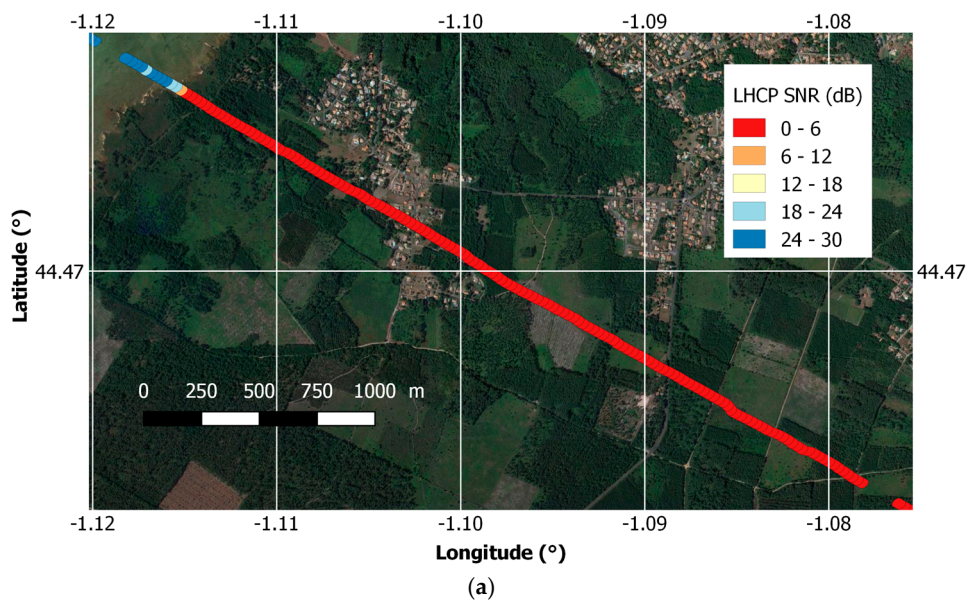 -1.12 -1.11 -1.10 -1.09 -1.08
LHCP SNR (dB)
0 - 6
6 - 12
12 - 18
18 - 24
24 - 30
Latitude (°)
44.47 44.47
0 250 500 750 1000 m
-1.12 -1.11 -1.10 -1.09 -1.08
Longitude (°)
(a)